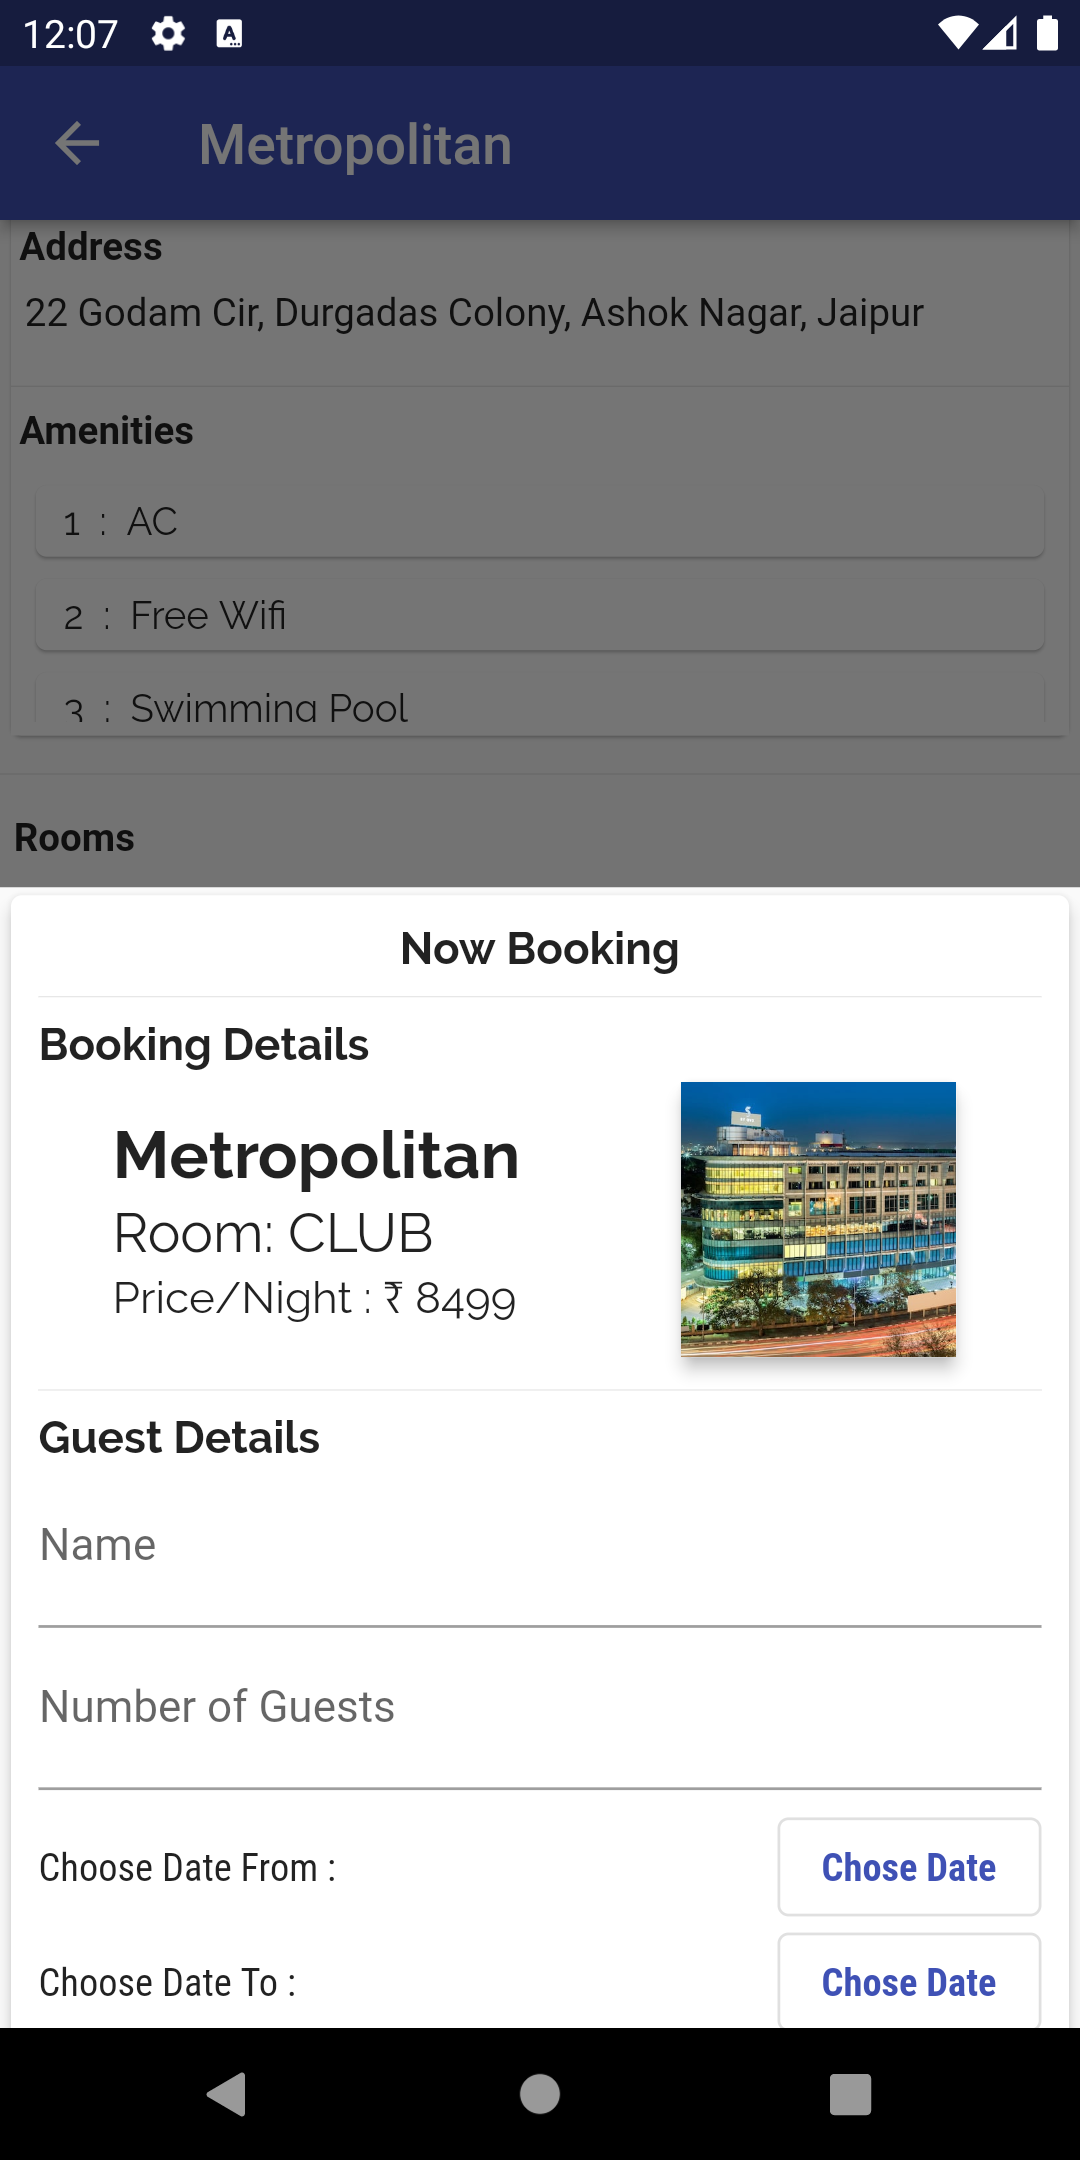 12:07
Metropolitan
Address
22 Godam Cir, Durgadas Colony, Ashok Nagar, Jaipur
Amenities
1 : AC
2 : Free Wifi
3 : Swimming Pool
Rooms
Now Booking
Booking Details
Metropolitan
Room: CLUB
Price/Night : ₹ 8499
Guest Details
Name
Number of Guests
Choose Date From :
Chose Date
Choose Date To :
Chose Date